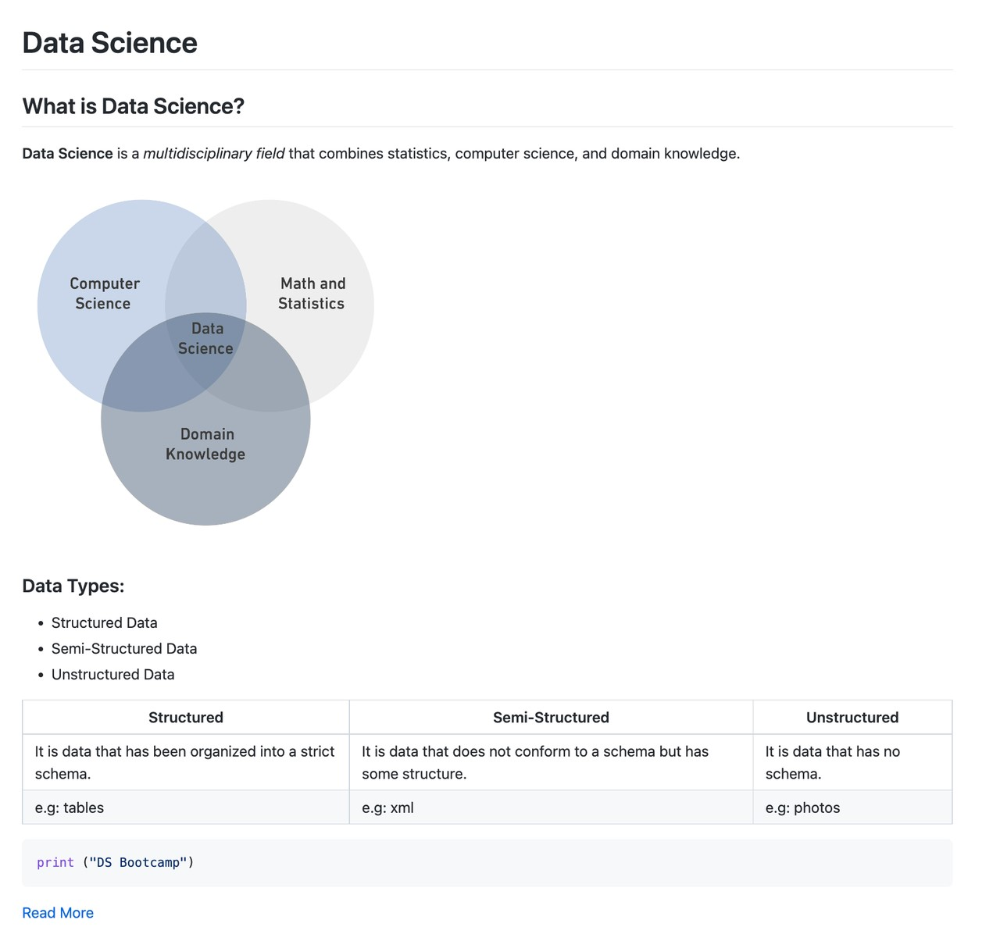 Data Science
What is Data Science?
Data Science is a multidisciplinary field that combines statistics, computer science, and domain knowledge.
Computer
Science
Math and
Statistics
Data
Science
Domain
Knowledge
Data Types:
• Structured Data
• Semi-Structured Data
• Unstructured Data
Structured
Semi-Structured
Unstructured
It is data that has been organized into a strict
schema.
It is data that does not conform to a schema but has
some structure.
It is data that has no
schema.
e.g: tables
e.g: xml
e.g: photos
print ("DS Bootcamp")
Read More